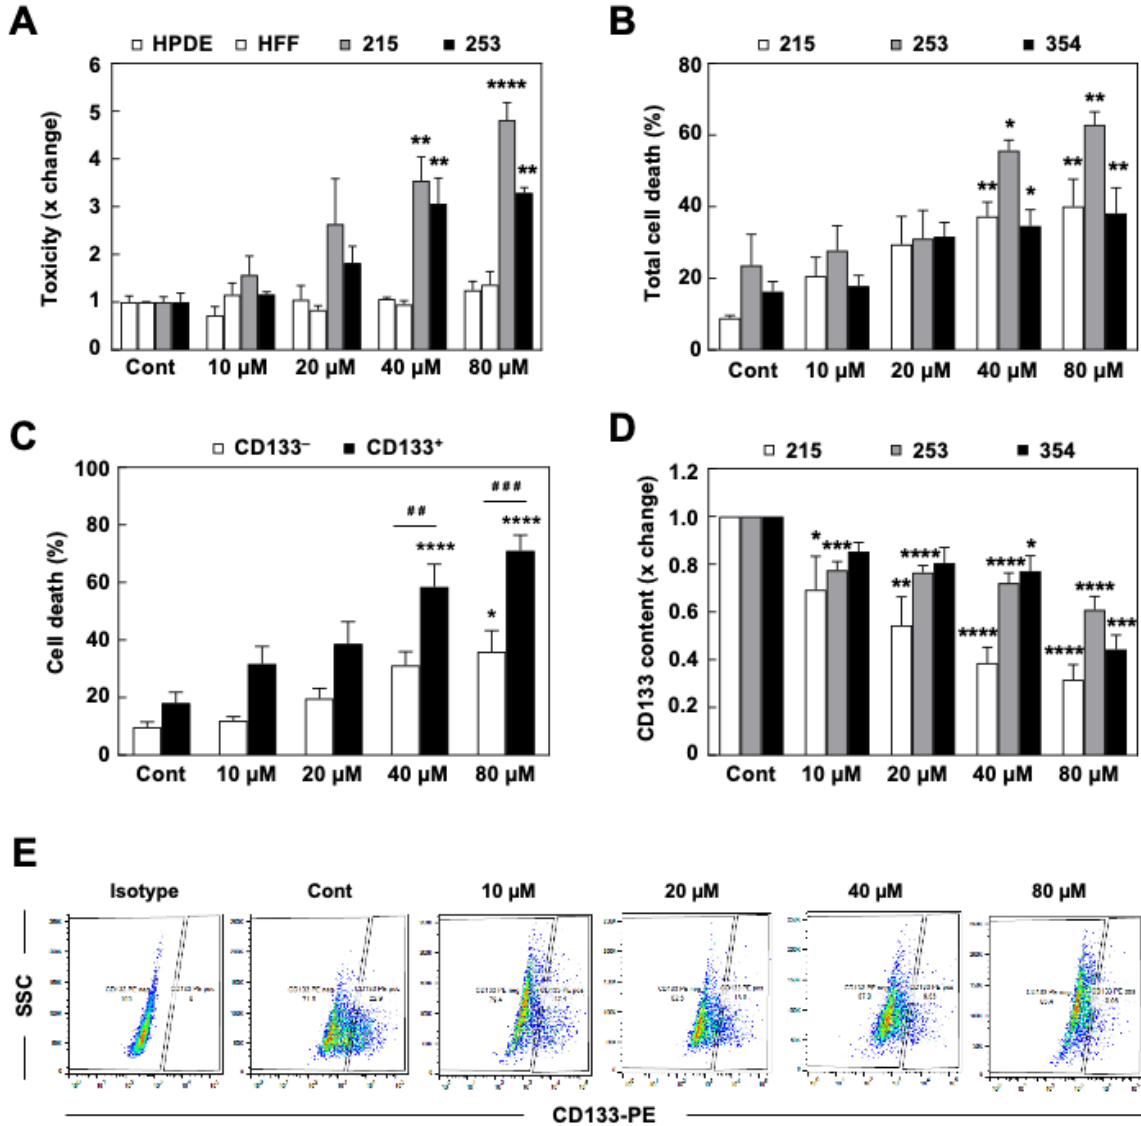 A
HPDE HFF 215 253
Toxicity (x change)
6
5
4
3
2
1
0
** ** **** **
Cont 10 µM 20 µM 40 µM 80 µM
B
215 253 354
Total cell death (%)
80
60
40
20
0
** * * ** ** **
Cont 10 µM 20 µM 40 µM 80 µM
C
CD133– CD133+
Cell death (%)
100
80
60
40
20
0
## ###
**** * ****
Cont 10 µM 20 µM 40 µM 80 µM
D
215 253 354
CD133 content (x change)
1.2
1.0
0.8
0.6
0.4
0.2
0
* *** ** **** **** **** * **** **** ***
Cont 10 µM 20 µM 40 µM 80 µM
E
Isotype Cont 10 µM 20 µM 40 µM 80 µM
SSC
CD133-PE